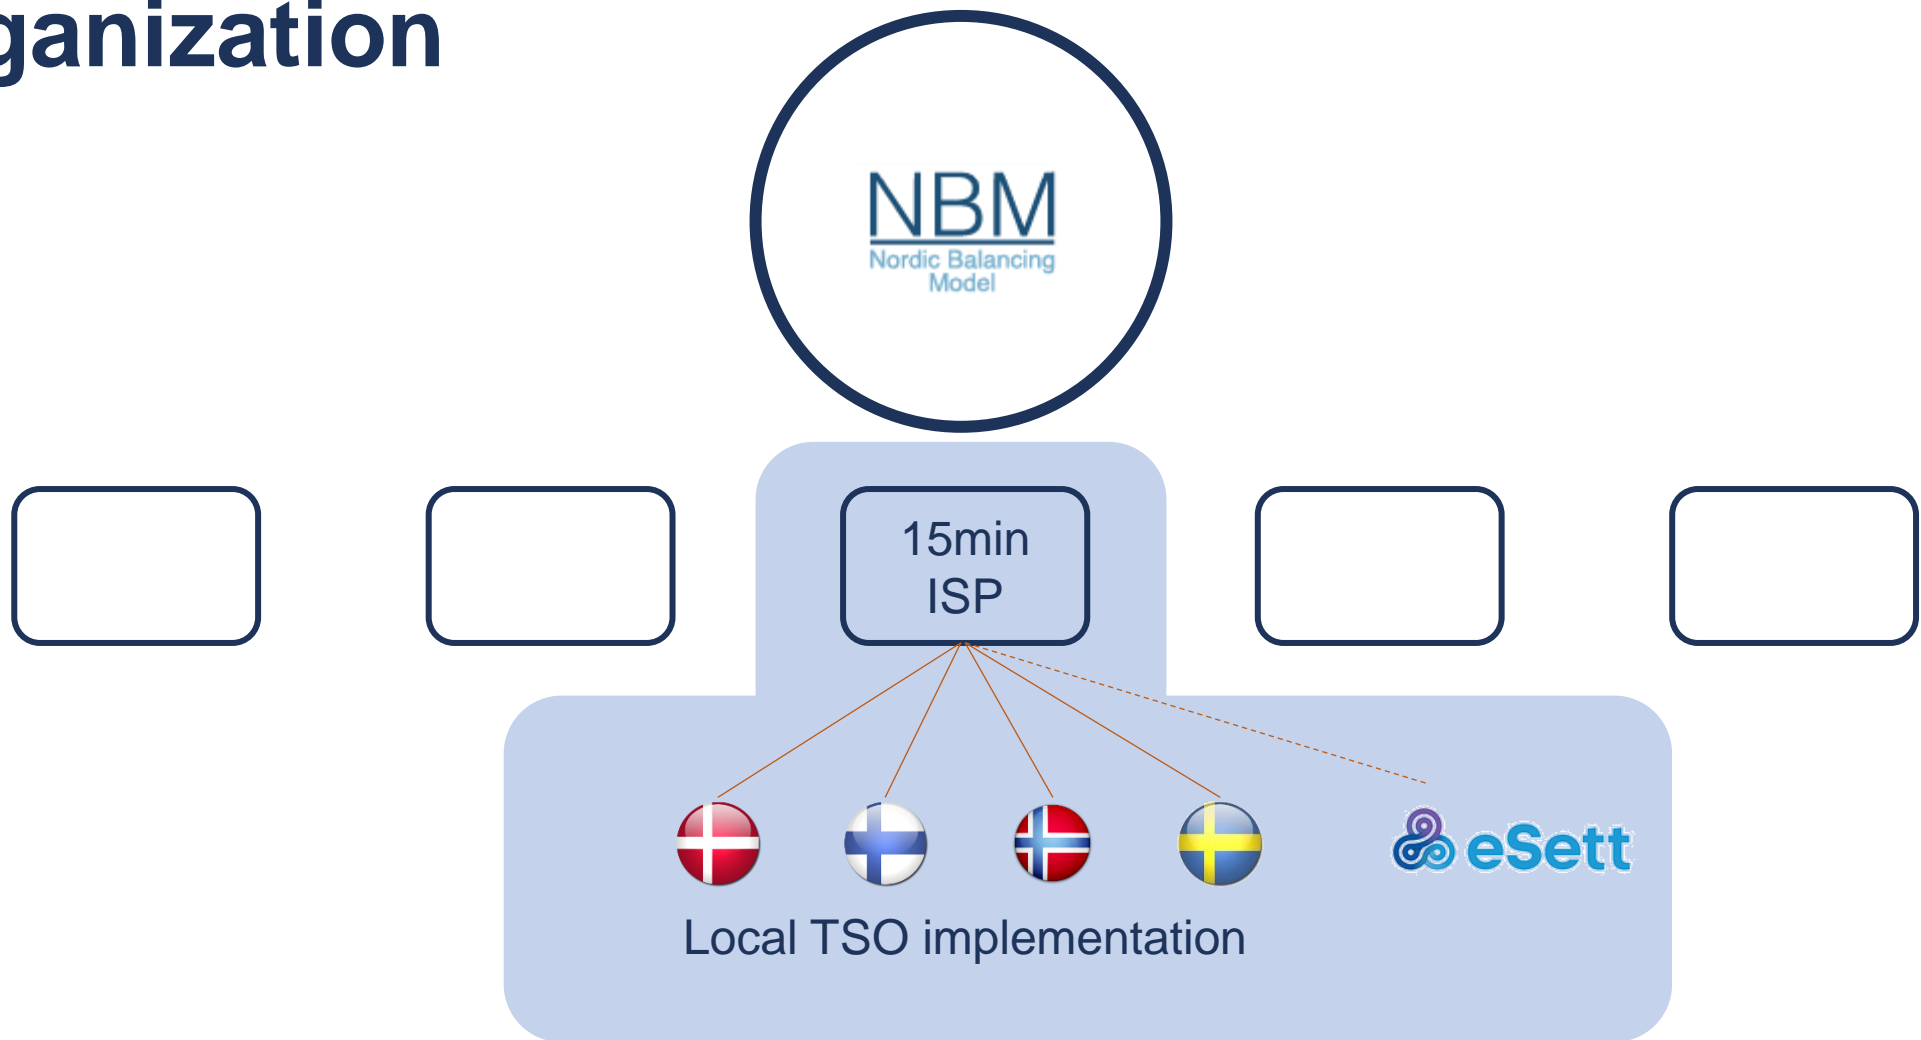 ganization
NBM
Nordic Balancing
Model
15min
ISP
eSett
Local TSO implementation